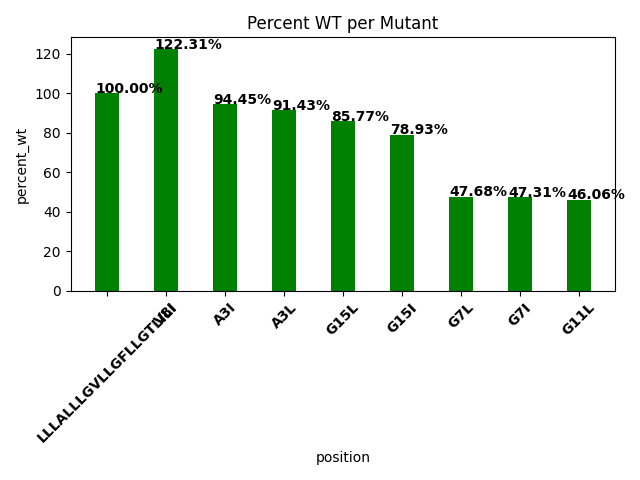 Percent WT per Mutant
percent_wt
120
100
80
60
40
20
0
100.00%
122.31%
94.45%
91.43%
85.77%
78.93%
47.68%
47.31%
46.06%
V8I
A3I
A3L
G15L
G15I
G7L
G7I
G11L
position